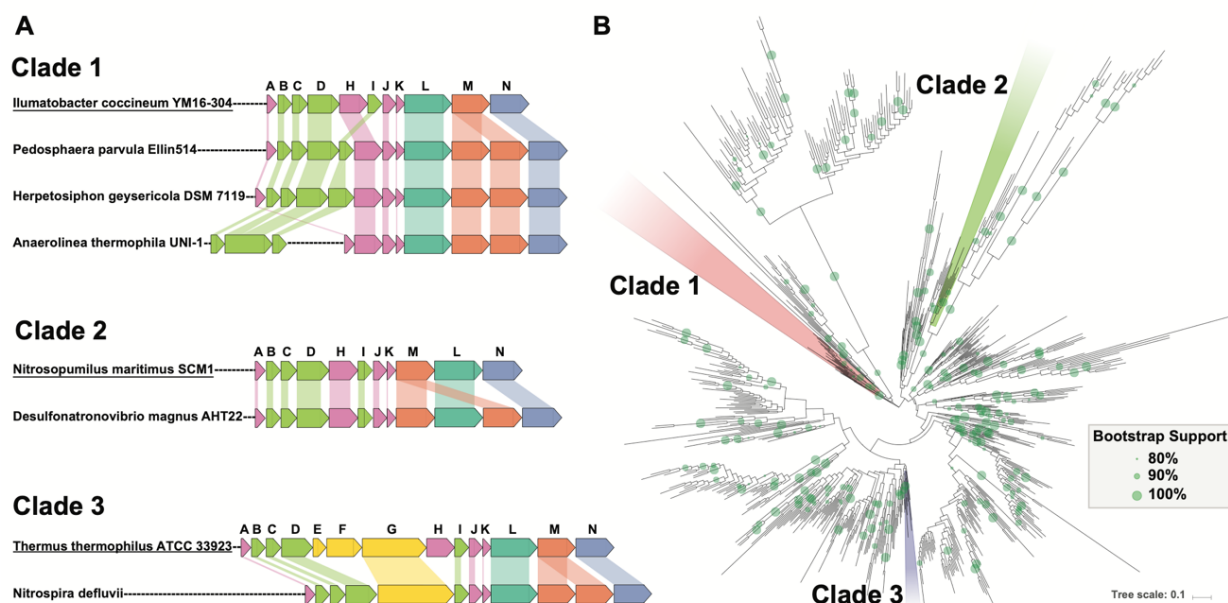 A
Clade 1
A B C D H I J K L M N
Ilumatobacter coccineum YM16-304
Pedosphaera parvula Ellin514
Herpetosiphon geysericola DSM 7119
Anaerolinea thermophila UNI-1
Clade 2
A B C D H I J K M L N
Nitrosopumilus maritimus SCM1
Desulfonatronovibrio magnus AHT22
Clade 3
A B C D E F G H I J K L M N
Thermus thermophilus ATCC 33923
Nitrospira defluvii
B
Clade 2
Clade 1
Bootstrap Support
80%
90%
100%
Clade 3
Tree scale: 0.1